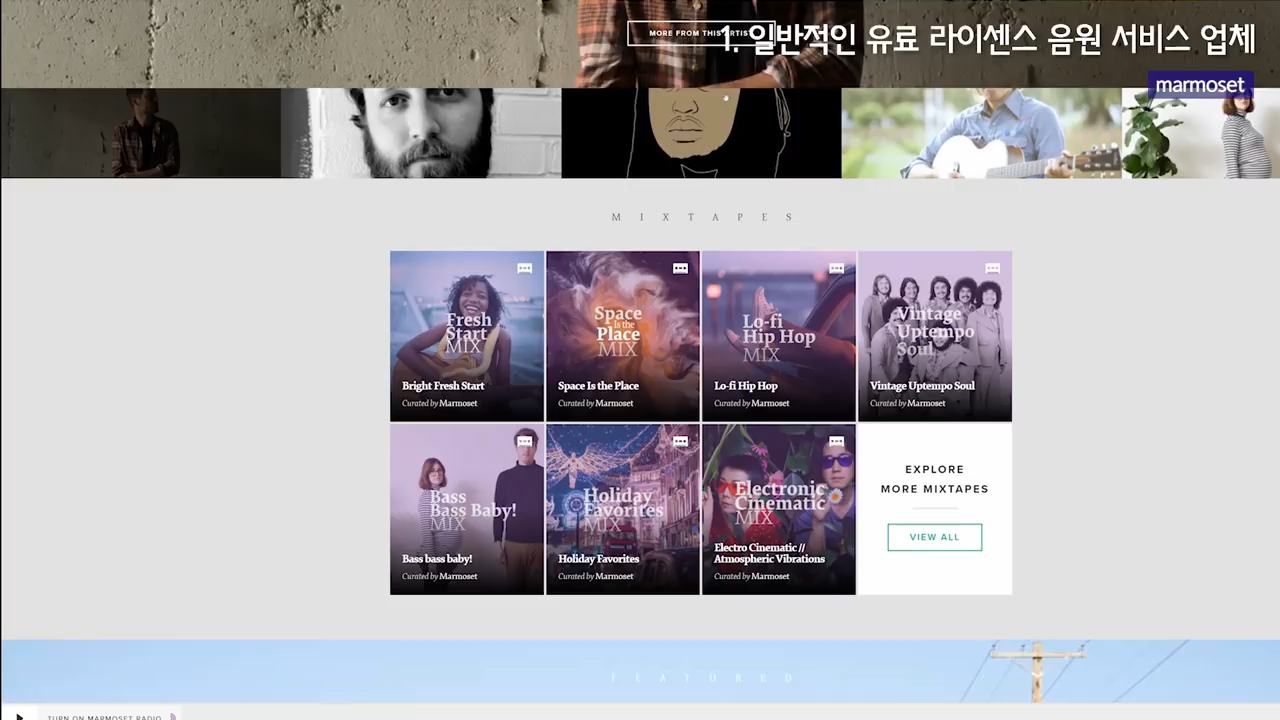 MORE FROM THIS ARTIST
1. 일반적인 유료 라이센스 음원 서비스 업체
marmoset
MIXTAPES
Fresh
Start
MIX
Bright Fresh Start
Curated by Marmoset
Space
Is the
Place
MIX
Space Is the Place
Curated by Marmoset
Lo-fi
Hip Hop
MIX
Lo-fi Hip Hop
Curated by Marmoset
Vintage
Uptempo
Soul
Vintage Uptempo Soul
Curated by Marmoset
Bass
Bass Baby!
MIX
Bass bass baby!
Curated by Marmoset
Holiday
Favorites
MIX
Holiday Favorites
Curated by Marmoset
Electronic
Cinematic
MIX
Electro Cinematic //
Atmospheric Vibrations
Curated by Marmoset
EXPLORE
MORE MIXTAPES
VIEW ALL
FEATURED
TURN ON MARMOSET RADIO